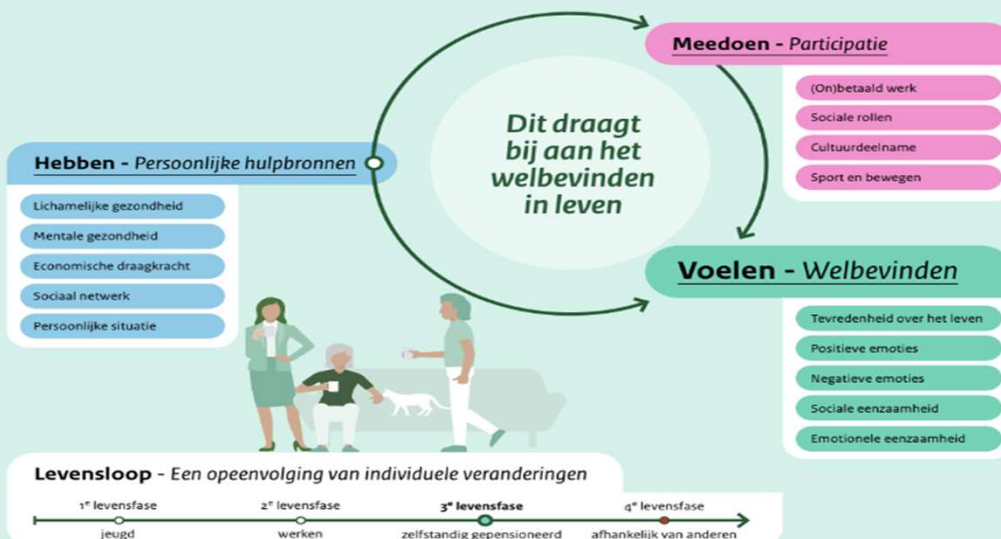 Meedoen - Participatie
(On)betaald werk
Sociale rollen
Cultuurdeelname
Sport en bewegen
Dit draagt
bij aan het
welbevinden
in leven
Hebben - Persoonlijke hulpbronnen
Lichamelijke gezondheid
Mentale gezondheid
Economische draagkracht
Sociaal netwerk
Persoonlijke situatie
Voelen - Welbevinden
Tevredenheid over het leven
Positieve emoties
Negatieve emoties
Sociale eenzaamheid
Emotionele eenzaamheid
Levensloop - Een opeenvolging van individuele veranderingen
1e levensfase
2e levensfase
3e levensfase
4e levensfase
jeugd
werken
zelfstandig gepensioneerd
afhankelijk van anderen